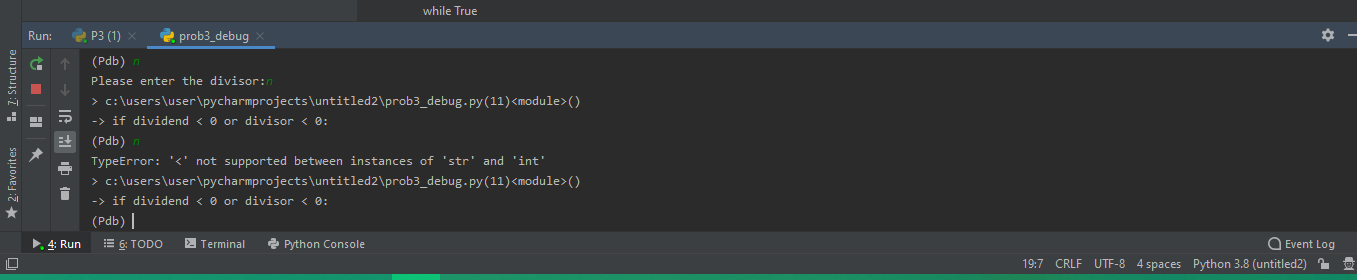 while True
Run: P3 (1) prob3_debug
(Pdb) n
Please enter the divisor:n
> c:\users\user\pycharmprojects\untitled2\prob3_debug.py(11)<module>()
-> if dividend < 0 or divisor < 0:
(Pdb) n
TypeError: '<' not supported between instances of 'str' and 'int'
> c:\users\user\pycharmprojects\untitled2\prob3_debug.py(11)<module>()
-> if dividend < 0 or divisor < 0:
(Pdb)
7: Structure
2: Favorites
4: Run 6: TODO Terminal Python Console Event Log
19:7 CRLF UTF-8 4 spaces Python 3.8 (untitled2)